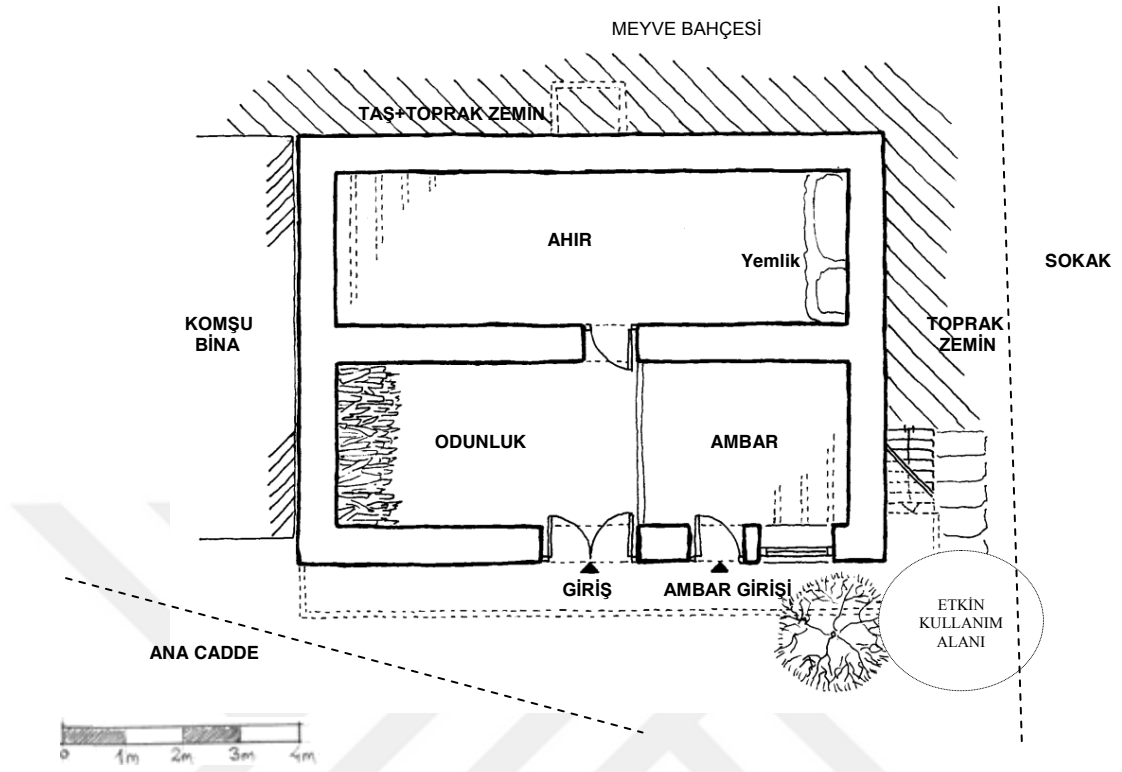 MEYVE BAHÇESİ
TAŞ+TOPRAK ZEMİN
AHIR
Yemlik
SOKAK
KOMŞU
BİNA
TOPRAK
ZEMİN
ODUNLUK
AMBAR
GİRİŞ
AMBAR GİRİŞİ
ETKİN
KULLANIM
ALANI
ANA CADDE
0 1m 2m 3m 4m